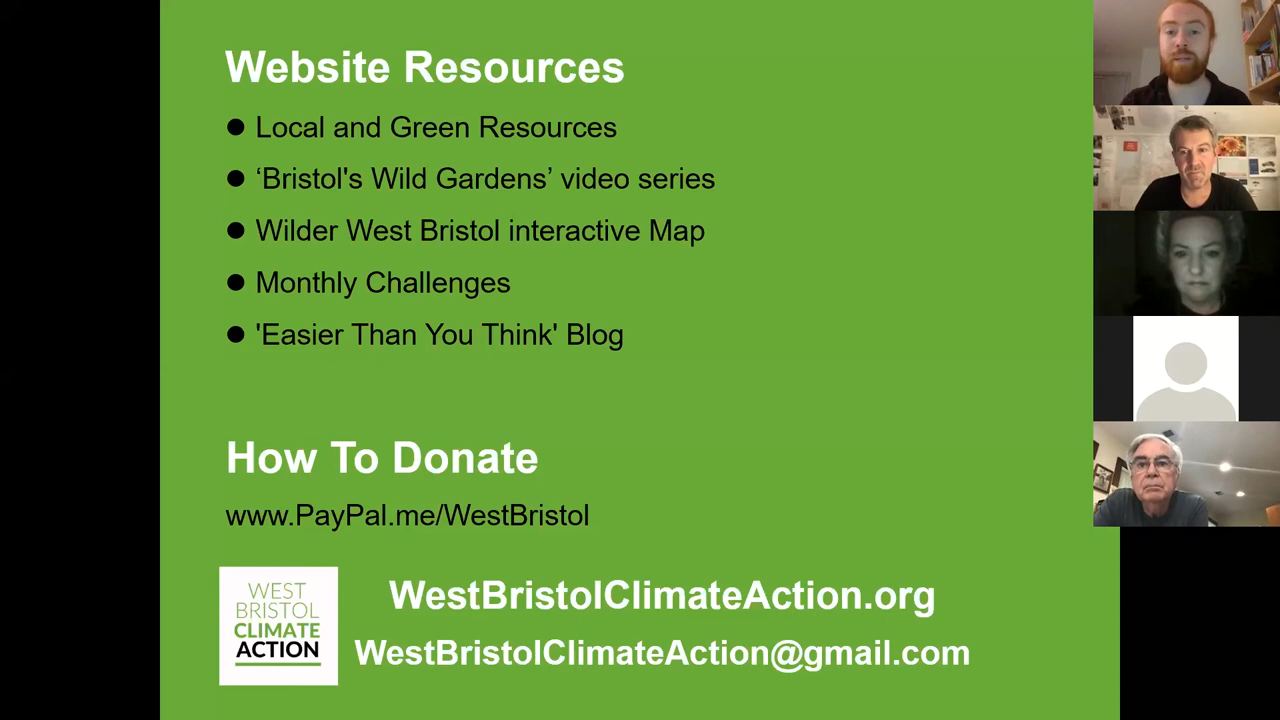 Website Resources
● Local and Green Resources
● ‘Bristol's Wild Gardens’ video series
● Wilder West Bristol interactive Map
● Monthly Challenges
● 'Easier Than You Think' Blog
How To Donate
www.PayPal.me/WestBristol
WEST
BRISTOL
CLIMATE
ACTION
WestBristolClimateAction.org
WestBristolClimateAction@gmail.com